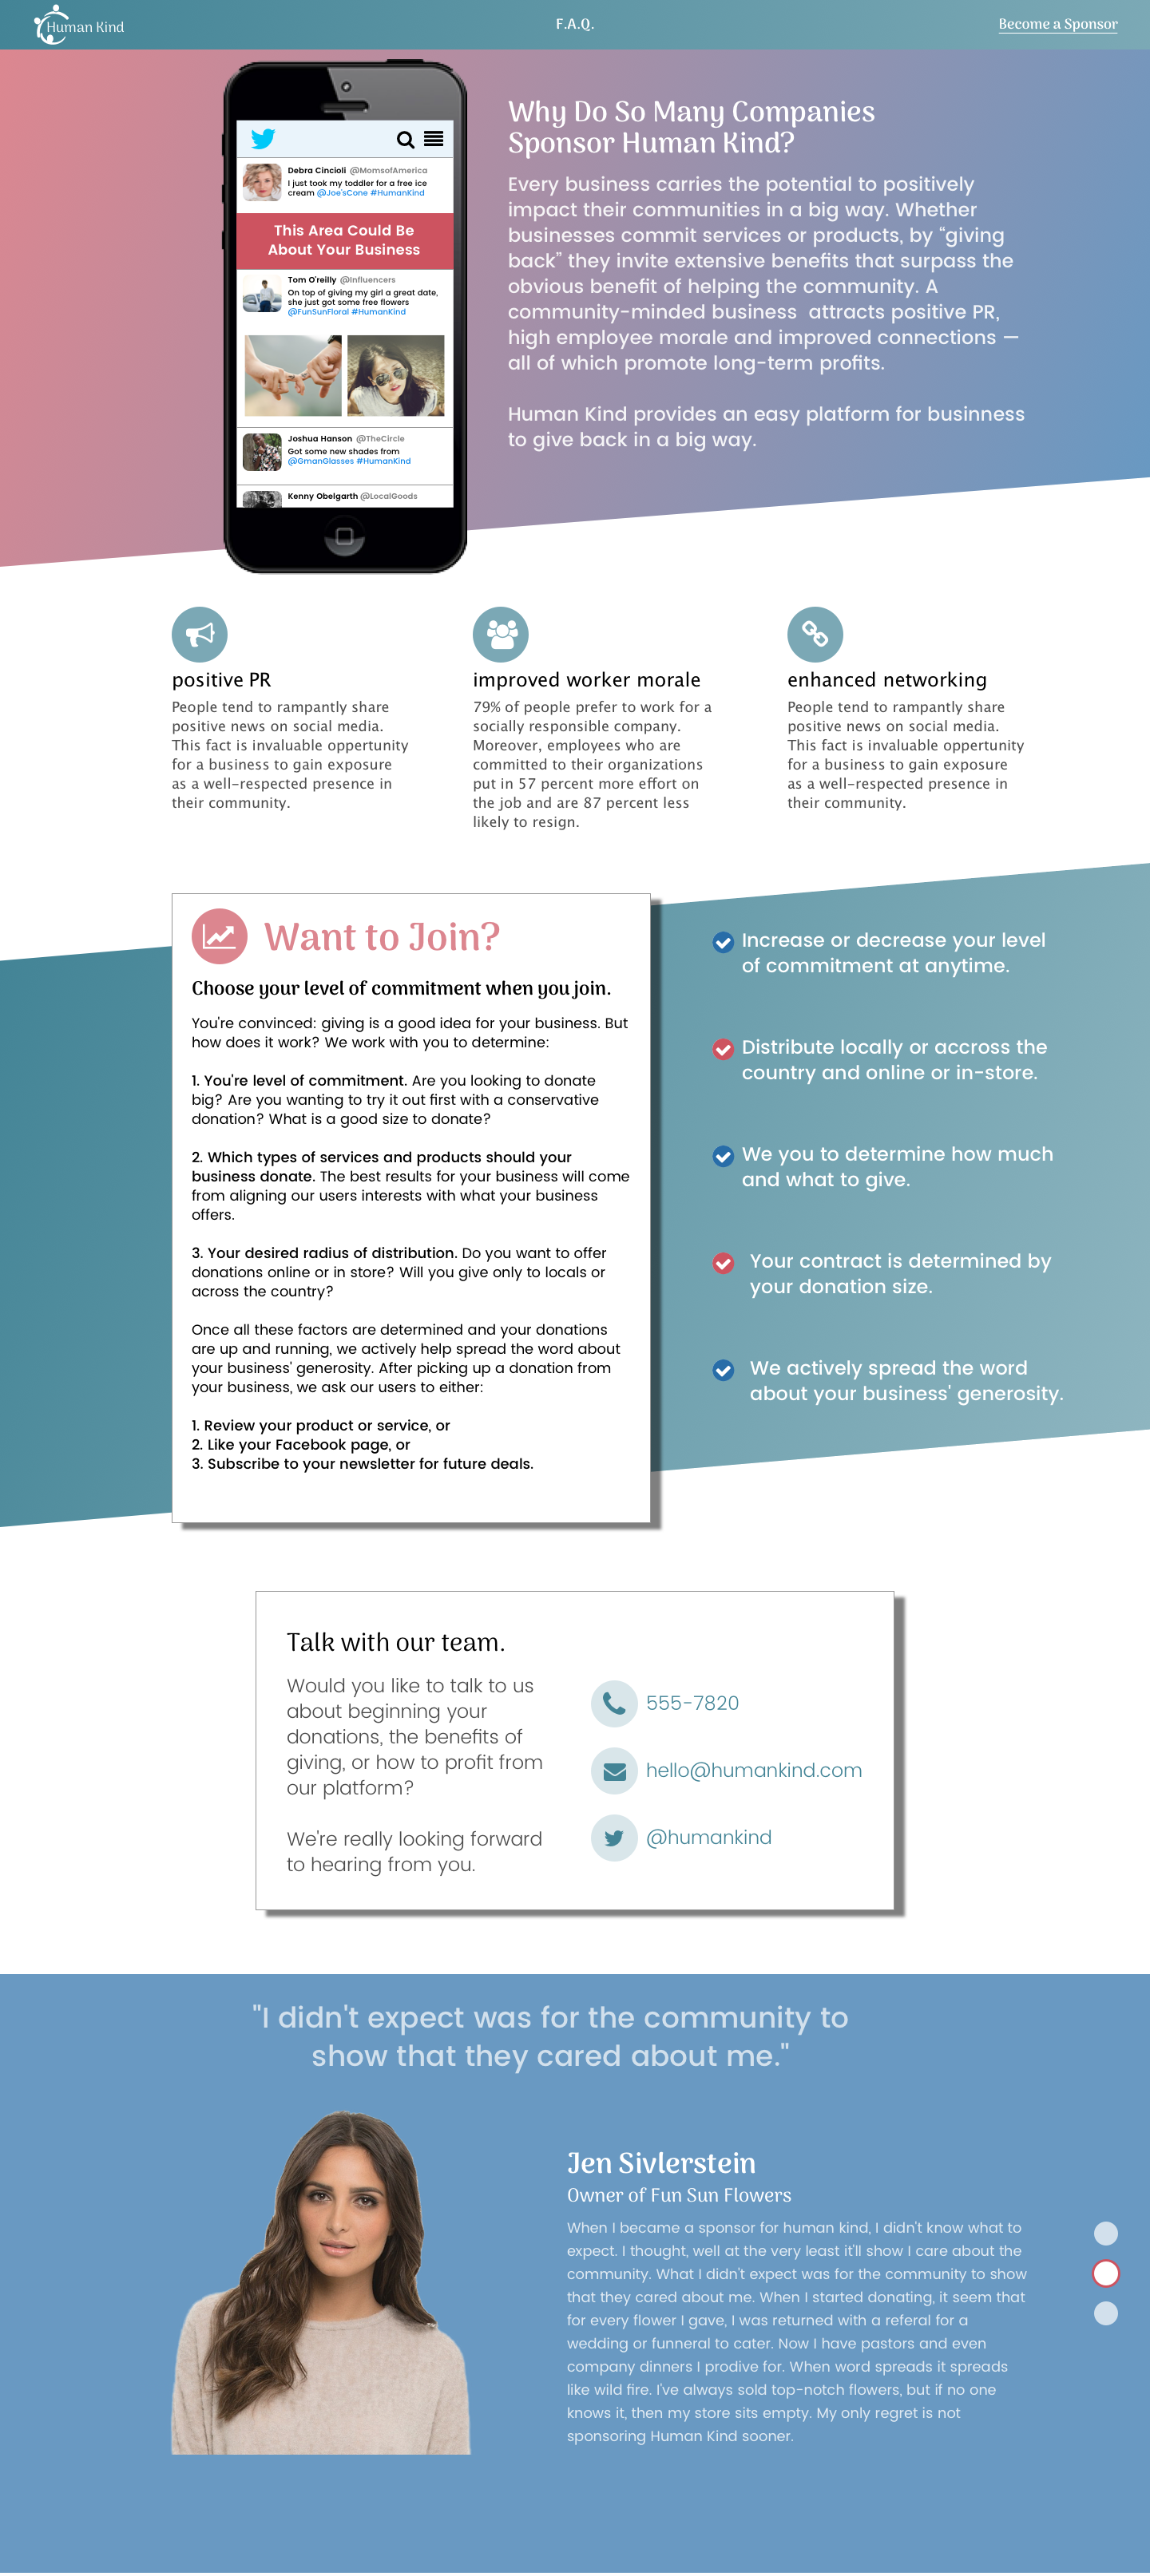 Human Kind
F.A.Q.
Become a Sponsor
Debra Cincioli @MomsofAmerica
I just took my toddler for a free ice
cream @Joe'sCone #HumanKind
This Area Could Be
About Your Business
Tom O'reilly @Influencers
On top of giving my girl a great date,
she just got some free flowers
@FunSunFloral #HumanKind
Joshua Hanson @TheCircle
Got some new shades from
@GmanGlasses #HumanKind
Kenny Obelgarth @LocalGoods
Why Do So Many Companies
Sponsor Human Kind?
Every business carries the potential to positively
impact their communities in a big way. Whether
businesses commit services or products, by “giving
back” they invite extensive benefits that surpass the
obvious benefit of helping the community. A
community-minded business  attracts positive PR,
high employee morale and improved connections —
all of which promote long-term profits.
Human Kind provides an easy platform for businness
to give back in a big way.
positive PR
People tend to rampantly share
positive news on social media.
This fact is invaluable oppertunity
for a business to gain exposure
as a well-respected presence in
their community.
improved worker morale
79% of people prefer to work for a
socially responsible company.
Moreover, employees who are
committed to their organizations
put in 57 percent more effort on
the job and are 87 percent less
likely to resign.
enhanced networking
People tend to rampantly share
positive news on social media.
This fact is invaluable oppertunity
for a business to gain exposure
as a well-respected presence in
their community.
Want to Join?
Choose your level of commitment when you join.
You're convinced: giving is a good idea for your business. But
how does it work? We work with you to determine:
1. You're level of commitment. Are you looking to donate
big? Are you wanting to try it out first with a conservative
donation? What is a good size to donate?
2. Which types of services and products should your
business donate. The best results for your business will come
from aligning our users interests with what your business
offers.
3. Your desired radius of distribution. Do you want to offer
donations online or in store? Will you give only to locals or
across the country?
Once all these factors are determined and your donations
are up and running, we actively help spread the word about
your business' generosity. After picking up a donation from
your business, we ask our users to either:
1. Review your product or service, or
2. Like your Facebook page, or
3. Subscribe to your newsletter for future deals.
Increase or decrease your level
of commitment at anytime.
Distribute locally or accross the
country and online or in-store.
We you to determine how much
and what to give.
Your contract is determined by
your donation size.
We actively spread the word
about your business' generosity.
Talk with our team.
Would you like to talk to us
about beginning your
donations, the benefits of
giving, or how to profit from
our platform?
We're really looking forward
to hearing from you.
555-7820
hello@humankind.com
@humankind
"I didn't expect was for the community to
show that they cared about me."
Jen Sivlerstein
Owner of Fun Sun Flowers
When I became a sponsor for human kind, I didn't know what to
expect. I thought, well at the very least it'll show I care about the
community. What I didn't expect was for the community to show
that they cared about me. When I started donating, it seem that
for every flower I gave, I was returned with a referal for a
wedding or funneral to cater. Now I have pastors and even
company dinners I prodive for. When word spreads it spreads
like wild fire. I've always sold top-notch flowers, but if no one
knows it, then my store sits empty. My only regret is not
sponsoring Human Kind sooner.